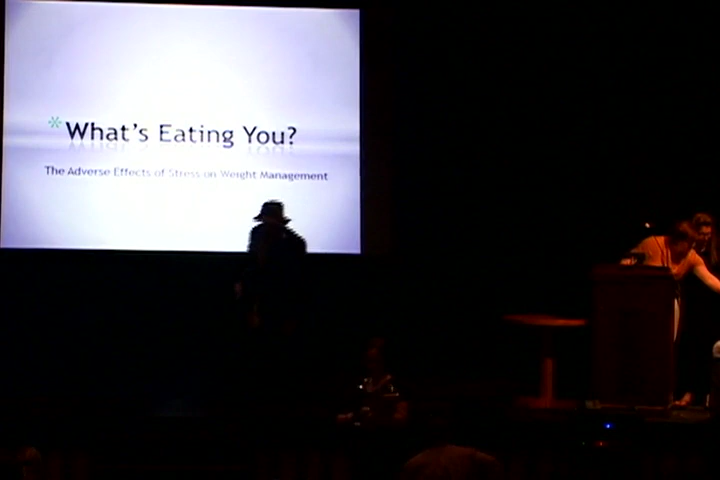 *What's Eating You?
The Adverse Effects of Stress on Weight Management